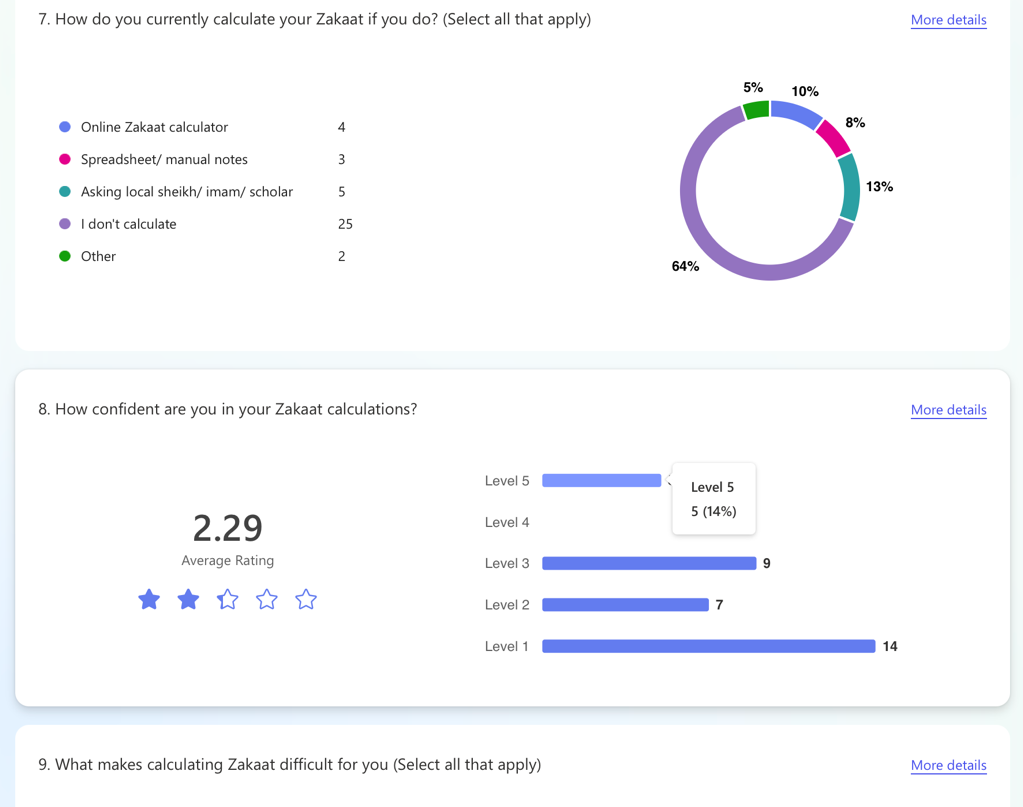 7. How do you currently calculate your Zakaat if you do? (Select all that apply)
More details
Online Zakaat calculator 4
Spreadsheet/ manual notes 3
Asking local sheikh/ imam/ scholar 5
I don't calculate 25
Other 2
5%
10%
8%
13%
64%
8. How confident are you in your Zakaat calculations?
More details
2.29
Average Rating
Level 5
Level 5
5 (14%)
Level 4
Level 3 9
Level 2 7
Level 1 14
9. What makes calculating Zakaat difficult for you (Select all that apply)
More details